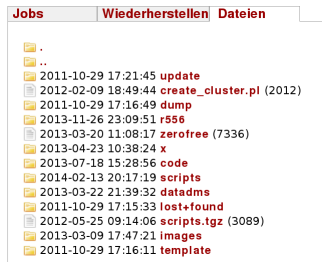 Jobs Wiederherstellen Dateien
.
..
2011-10-29 17:21:45 update
2012-02-09 18:49:44 create_cluster.pl (2012)
2011-10-29 17:16:49 dump
2013-11-26 23:09:51 r556
2013-03-20 11:08:17 zerofree (7336)
2013-04-23 10:38:24 x
2013-07-18 15:28:56 code
2014-02-13 20:17:19 scripts
2013-03-22 21:39:32 datadms
2011-10-29 17:15:33 lost+found
2012-05-25 09:14:06 scripts.tgz (3089)
2013-03-09 17:47:21 images
2011-10-29 17:16:11 template